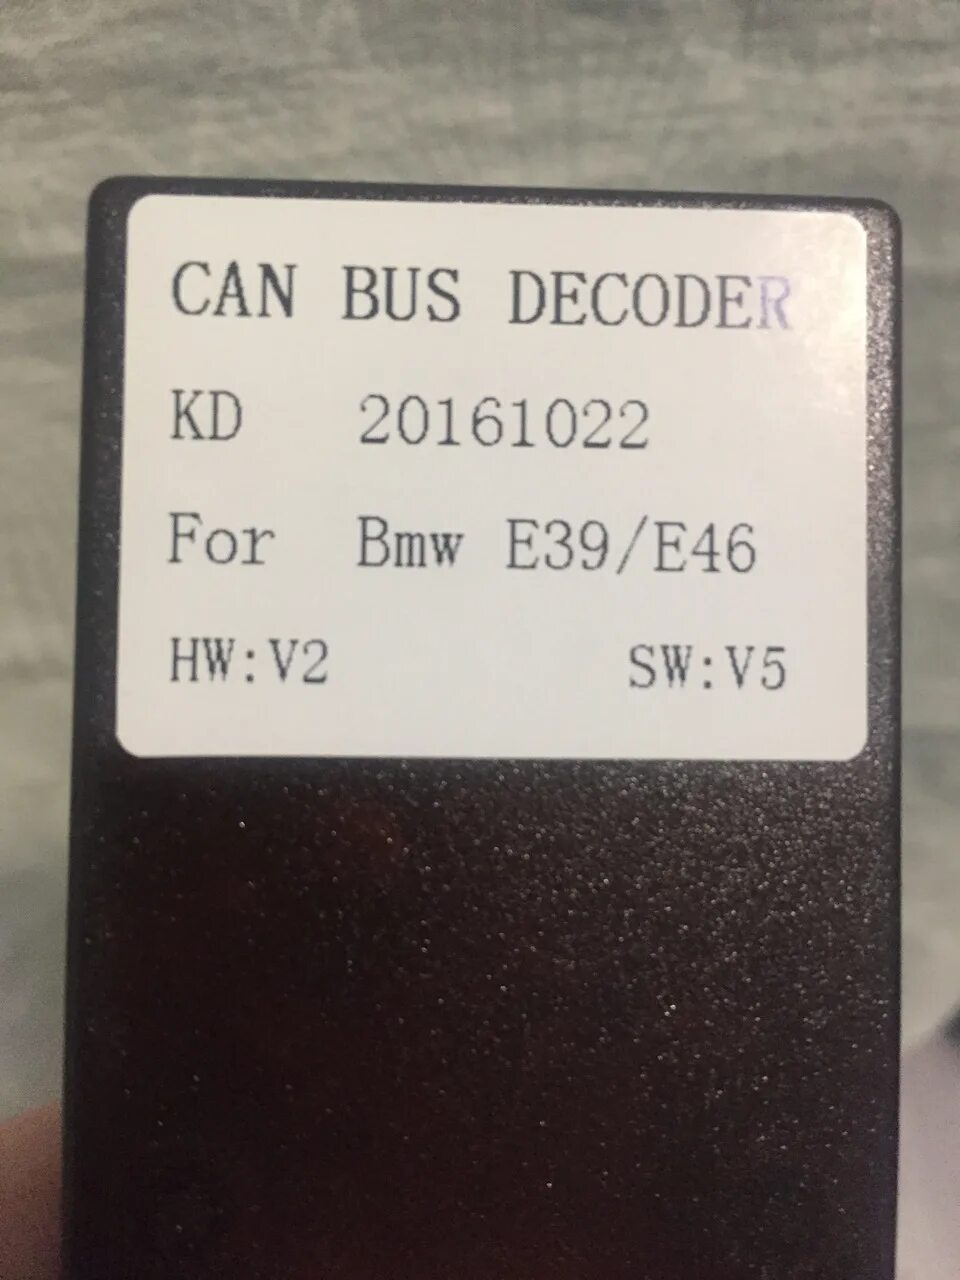 CAN BUS DECODER
KD 20161022
For Bmw E39/E46
HW:V2 SW:V5